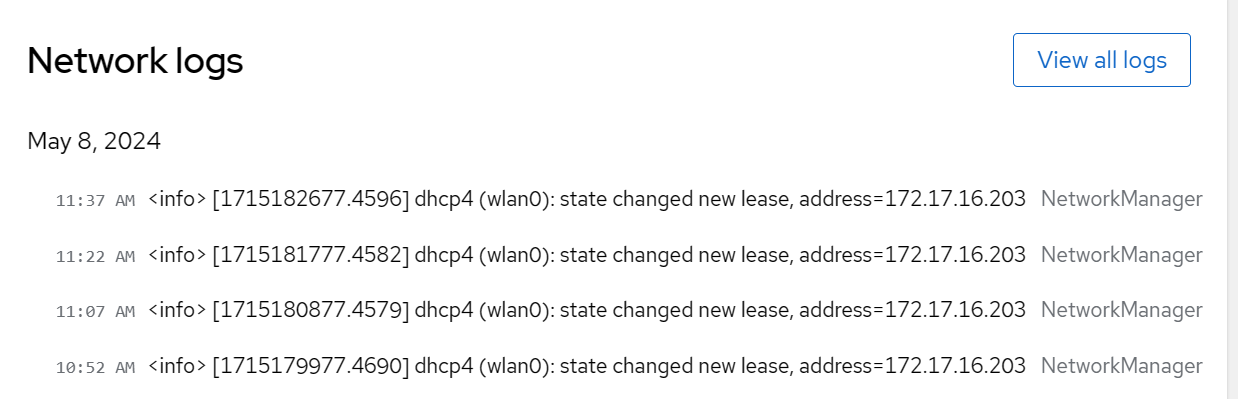 Network logs
View all logs
May 8, 2024
11:37 AM <info> [1715182677.4596] dhcp4 (wlan0): state changed new lease, address=172.17.16.203 NetworkManager
11:22 AM <info> [1715181777.4582] dhcp4 (wlan0): state changed new lease, address=172.17.16.203 NetworkManager
11:07 AM <info> [1715180877.4579] dhcp4 (wlan0): state changed new lease, address=172.17.16.203 NetworkManager
10:52 AM <info> [1715179977.4690] dhcp4 (wlan0): state changed new lease, address=172.17.16.203 NetworkManager